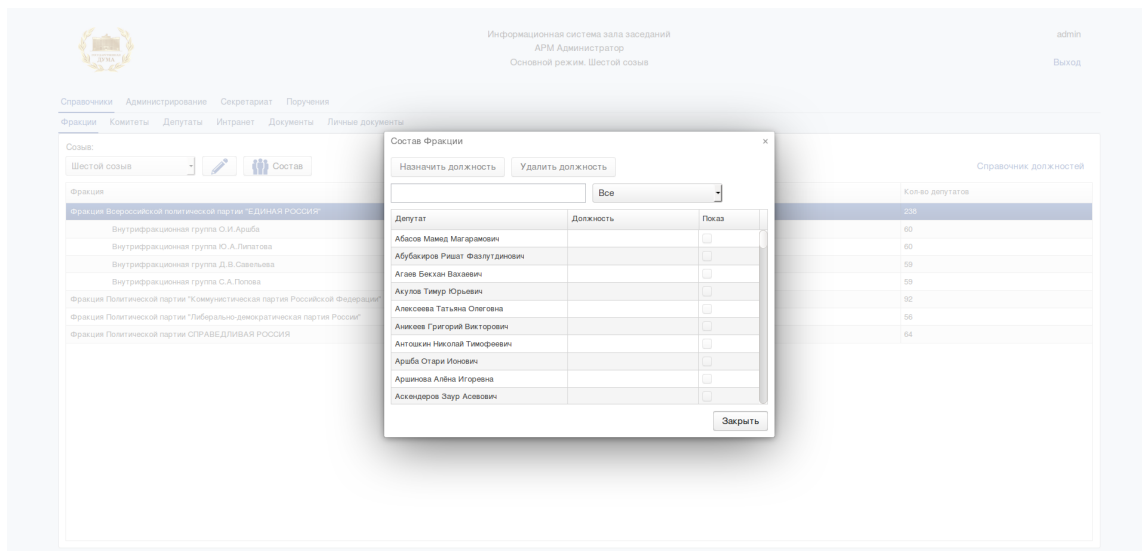 Информационная система зала заседаний
admin
АРМ Администратор
Основной режим. Шестой созыв
Выход
ДУМА
Справочники Администрирование Секретариат Поручения
Фракции Комитеты Депутаты Интранет Документы Личные документы
Созыв:
Шестой созыв Состав Справочник должностей
Фракция Кол-во депутатов
Фракция Всероссийской политической партии "ЕДИНАЯ РОССИЯ" 238
Внутрифракционная группа О.И.Аршба 60
Внутрифракционная группа Ю.А.Липатова 60
Внутрифракционная группа Д.В.Савельева 59
Внутрифракционная группа С.А.Попова 59
Фракция Политической партии "Коммунистическая партия Российской Федерации" 92
Фракция Политической партии "Либерально-демократическая партия России" 56
Фракция Политической партии СПРАВЕДЛИВАЯ РОССИЯ 64
Состав Фракции ×
Назначить должность Удалить должность
Все
Депутат Должность Показ
Абасов Мамед Магарамович
Абубакиров Ришат Фазлутдинович
Агаев Бекхан Вахаевич
Акулов Тимур Юрьевич
Алексеева Татьяна Олеговна
Аникеев Григорий Викторович
Антошкин Николай Тимофеевич
Аршба Отари Ионович
Аршинова Алёна Игоревна
Аскендеров Заур Асевович
Закрыть